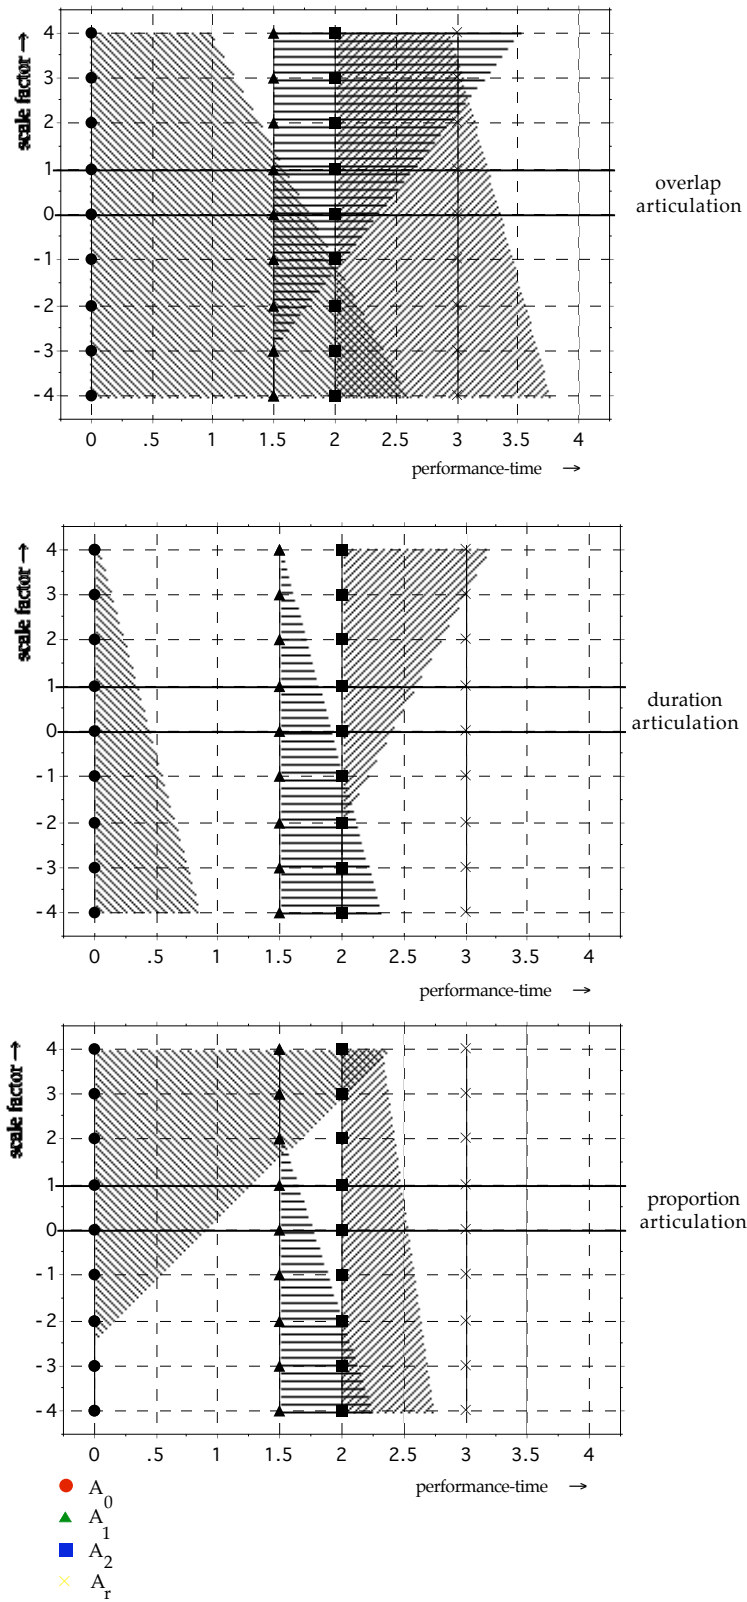 scale factor →
4
3
2
1
0
-1
-2
-3
-4
overlap
articulation
0 .5 1 1.5 2 2.5 3 3.5 4
performance-time →
scale factor →
4
3
2
1
0
-1
-2
-3
-4
duration
articulation
0 .5 1 1.5 2 2.5 3 3.5 4
performance-time →
scale factor →
4
3
2
1
0
-1
-2
-3
-4
proportion
articulation
0 .5 1 1.5 2 2.5 3 3.5 4
performance-time →
A0
A1
A2
Ar